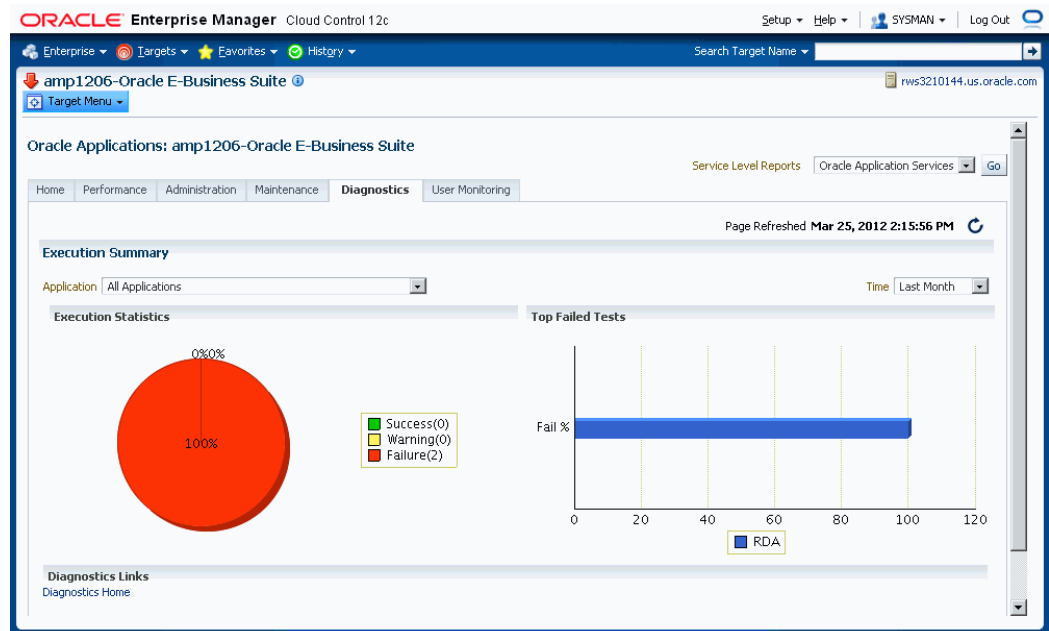 ORACLE Enterprise Manager Cloud Control 12c
Setup Help SYSMAN Log Out
Enterprise Targets Favorites History Search Target Name
amp1206-Oracle E-Business Suite
rws3210144.us.oracle.com
Target Menu
Oracle Applications: amp1206-Oracle E-Business Suite
Service Level Reports Oracle Application Services Go
Home Performance Administration Maintenance Diagnostics User Monitoring
Page Refreshed Mar 25, 2012 2:15:56 PM
Execution Summary
Application All Applications
Time Last Month
Execution Statistics
0%0%
100%
Success(0)
Warning(0)
Failure(2)
Top Failed Tests
Fail %
0 20 40 60 80 100 120
RDA
Diagnostics Links
Diagnostics Home